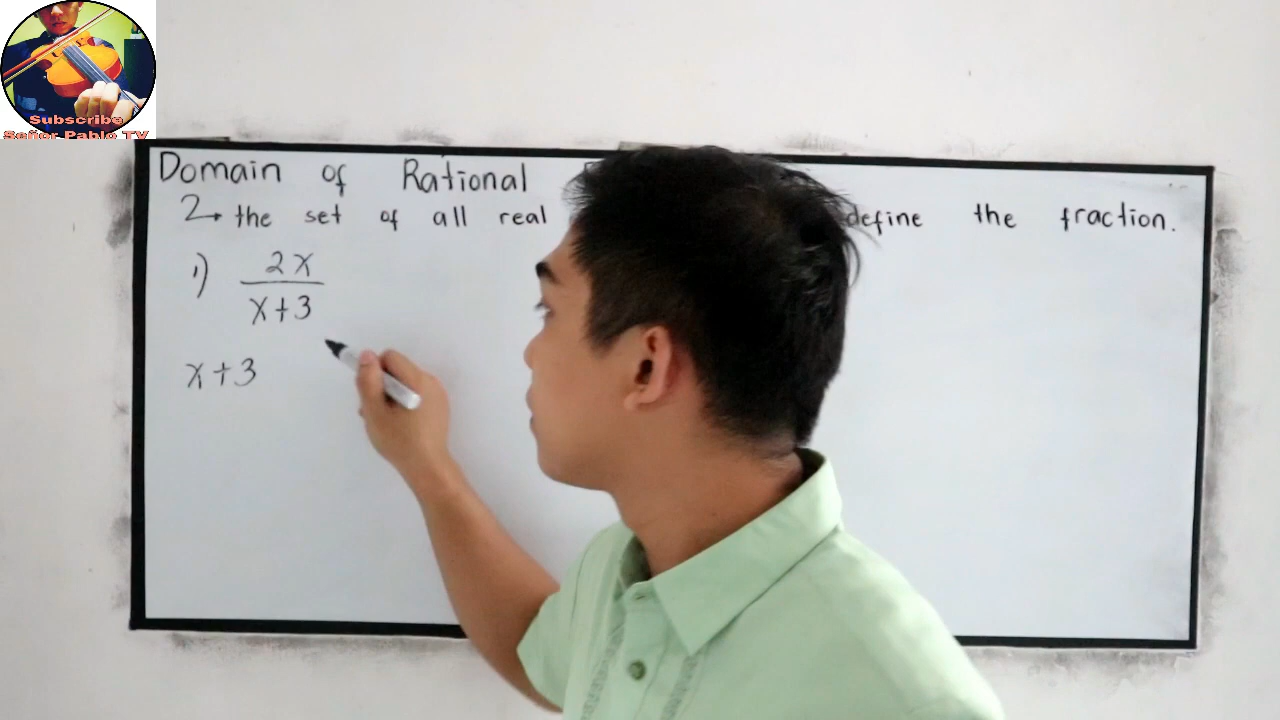 Subscribe
Señor Pablo TV
Domain of Rational
↳ the set of all real define the fraction.
1) 2x
x+3
x+3